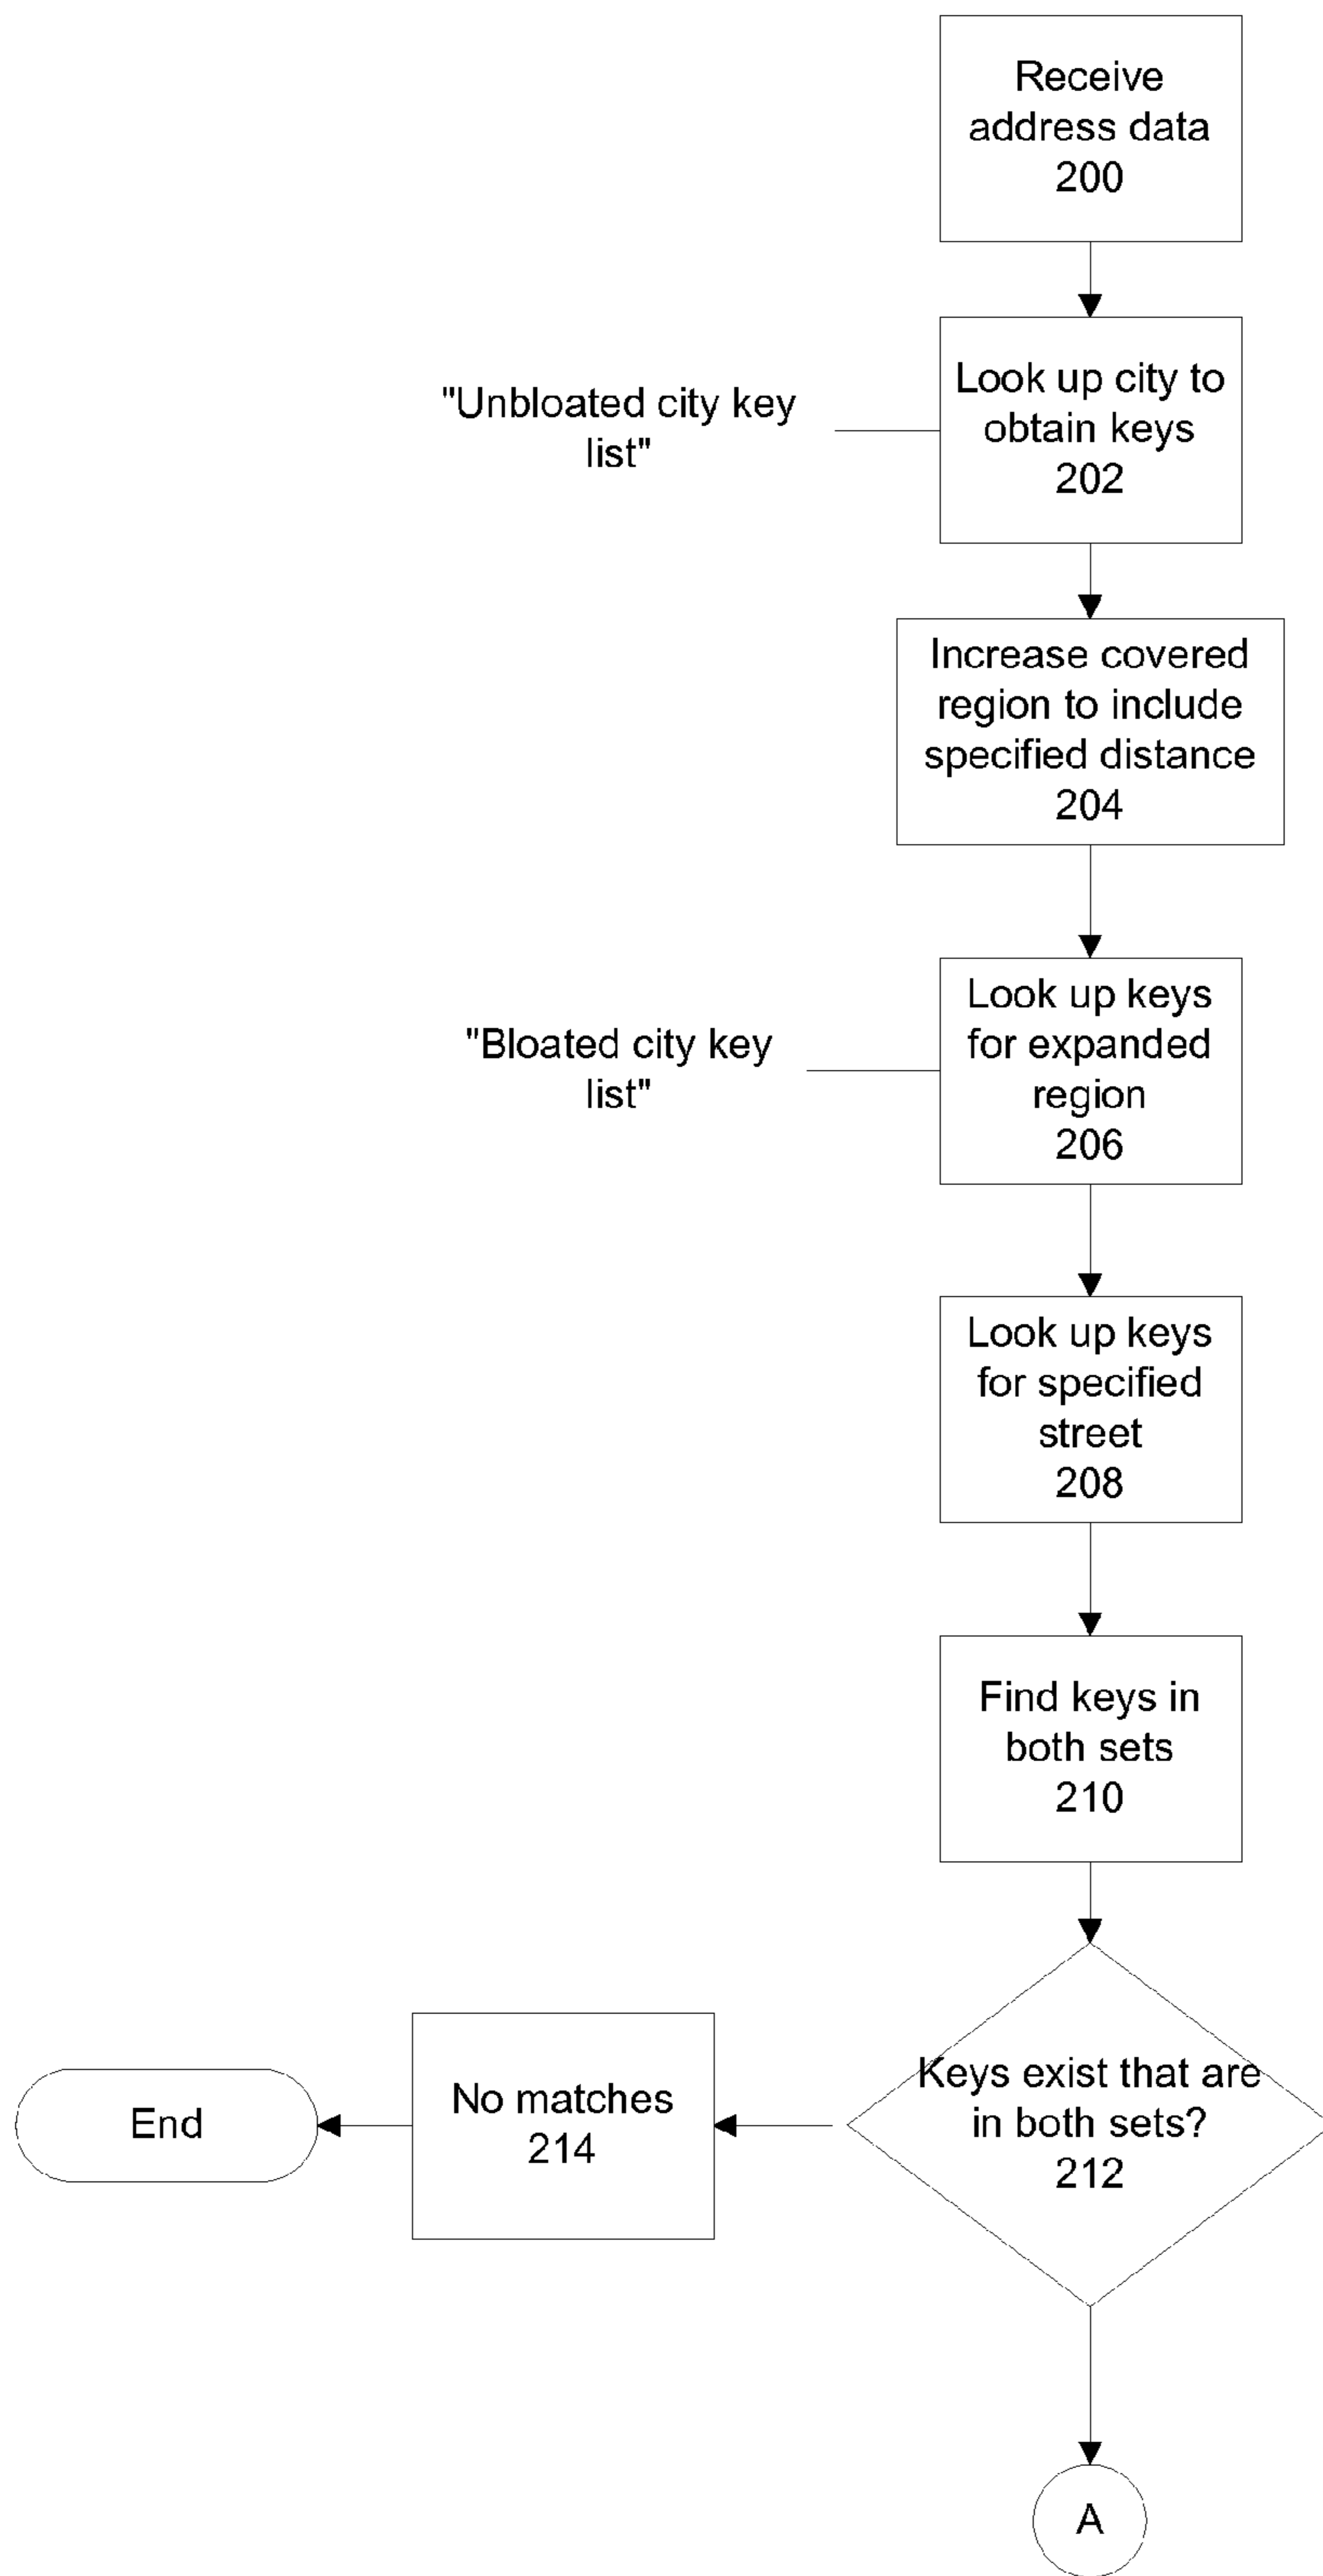 Receive
address data
200
"Unbloated city key
list"
Look up city to
obtain keys
202
Increase covered
region to include
specified distance
204
"Bloated city key
list"
Look up keys
for expanded
region
206
Look up keys
for specified
street
208
Find keys in
both sets
210
Keys exist that are
in both sets?
212
No matches
214
End
A